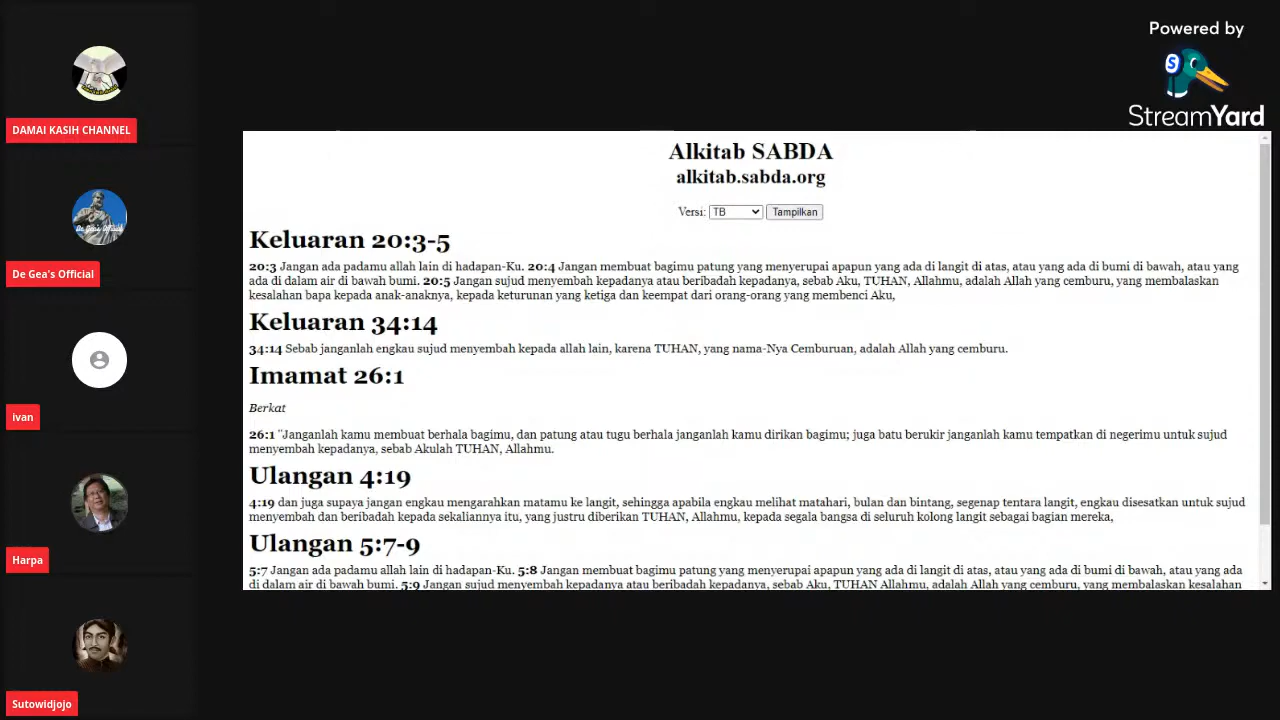 Powered by
StreamYard
DAMAI KASIH CHANNEL
De Gea's Official
ivan
Harpa
Sutowidjojo
Alkitab SABDA
alkitab.sabda.org
Versi: TB Tampilkan
Keluaran 20:3-5
20:3 Jangan ada padamu allah lain di hadapan-Ku. 20:4 Jangan membuat bagimu patung yang menyerupai apapun yang ada di langit di atas, atau yang ada di bumi di bawah, atau yang
ada di dalam air di bawah bumi. 20:5 Jangan sujud menyembah kepadanya atau beribadah kepadanya, sebab Aku, TUHAN, Allahmu, adalah Allah yang cemburu, yang membalaskan
kesalahan bapa kepada anak-anaknya, kepada keturunan yang ketiga dan keempat dari orang-orang yang membenci Aku,
Keluaran 34:14
34:14 Sebab janganlah engkau sujud menyembah kepada allah lain, karena TUHAN, yang nama-Nya Cemburuan, adalah Allah yang cemburu.
Imamat 26:1
Berkat
26:1 "Janganlah kamu membuat berhala bagimu, dan patung atau tugu berhala janganlah kamu dirikan bagimu; juga batu berukir janganlah kamu tempatkan di negerimu untuk sujud
menyembah kepadanya, sebab Akulah TUHAN, Allahmu.
Ulangan 4:19
4:19 dan juga supaya jangan engkau mengarahkan matamu ke langit, sehingga apabila engkau melihat matahari, bulan dan bintang, segenap tentara langit, engkau disesatkan untuk sujud
menyembah dan beribadah kepada sekaliannya itu, yang justru diberikan TUHAN, Allahmu, kepada segala bangsa di seluruh kolong langit sebagai bagian mereka,
Ulangan 5:7-9
5:7 Jangan ada padamu allah lain di hadapan-Ku. 5:8 Jangan membuat bagimu patung yang menyerupai apapun yang ada di langit di atas, atau yang ada di bumi di bawah, atau yang ada
di dalam air di bawah bumi. 5:9 Jangan sujud menyembah kepadanya atau beribadah kepadanya, sebab Aku, TUHAN Allahmu, adalah Allah yang cemburu, yang membalaskan kesalahan